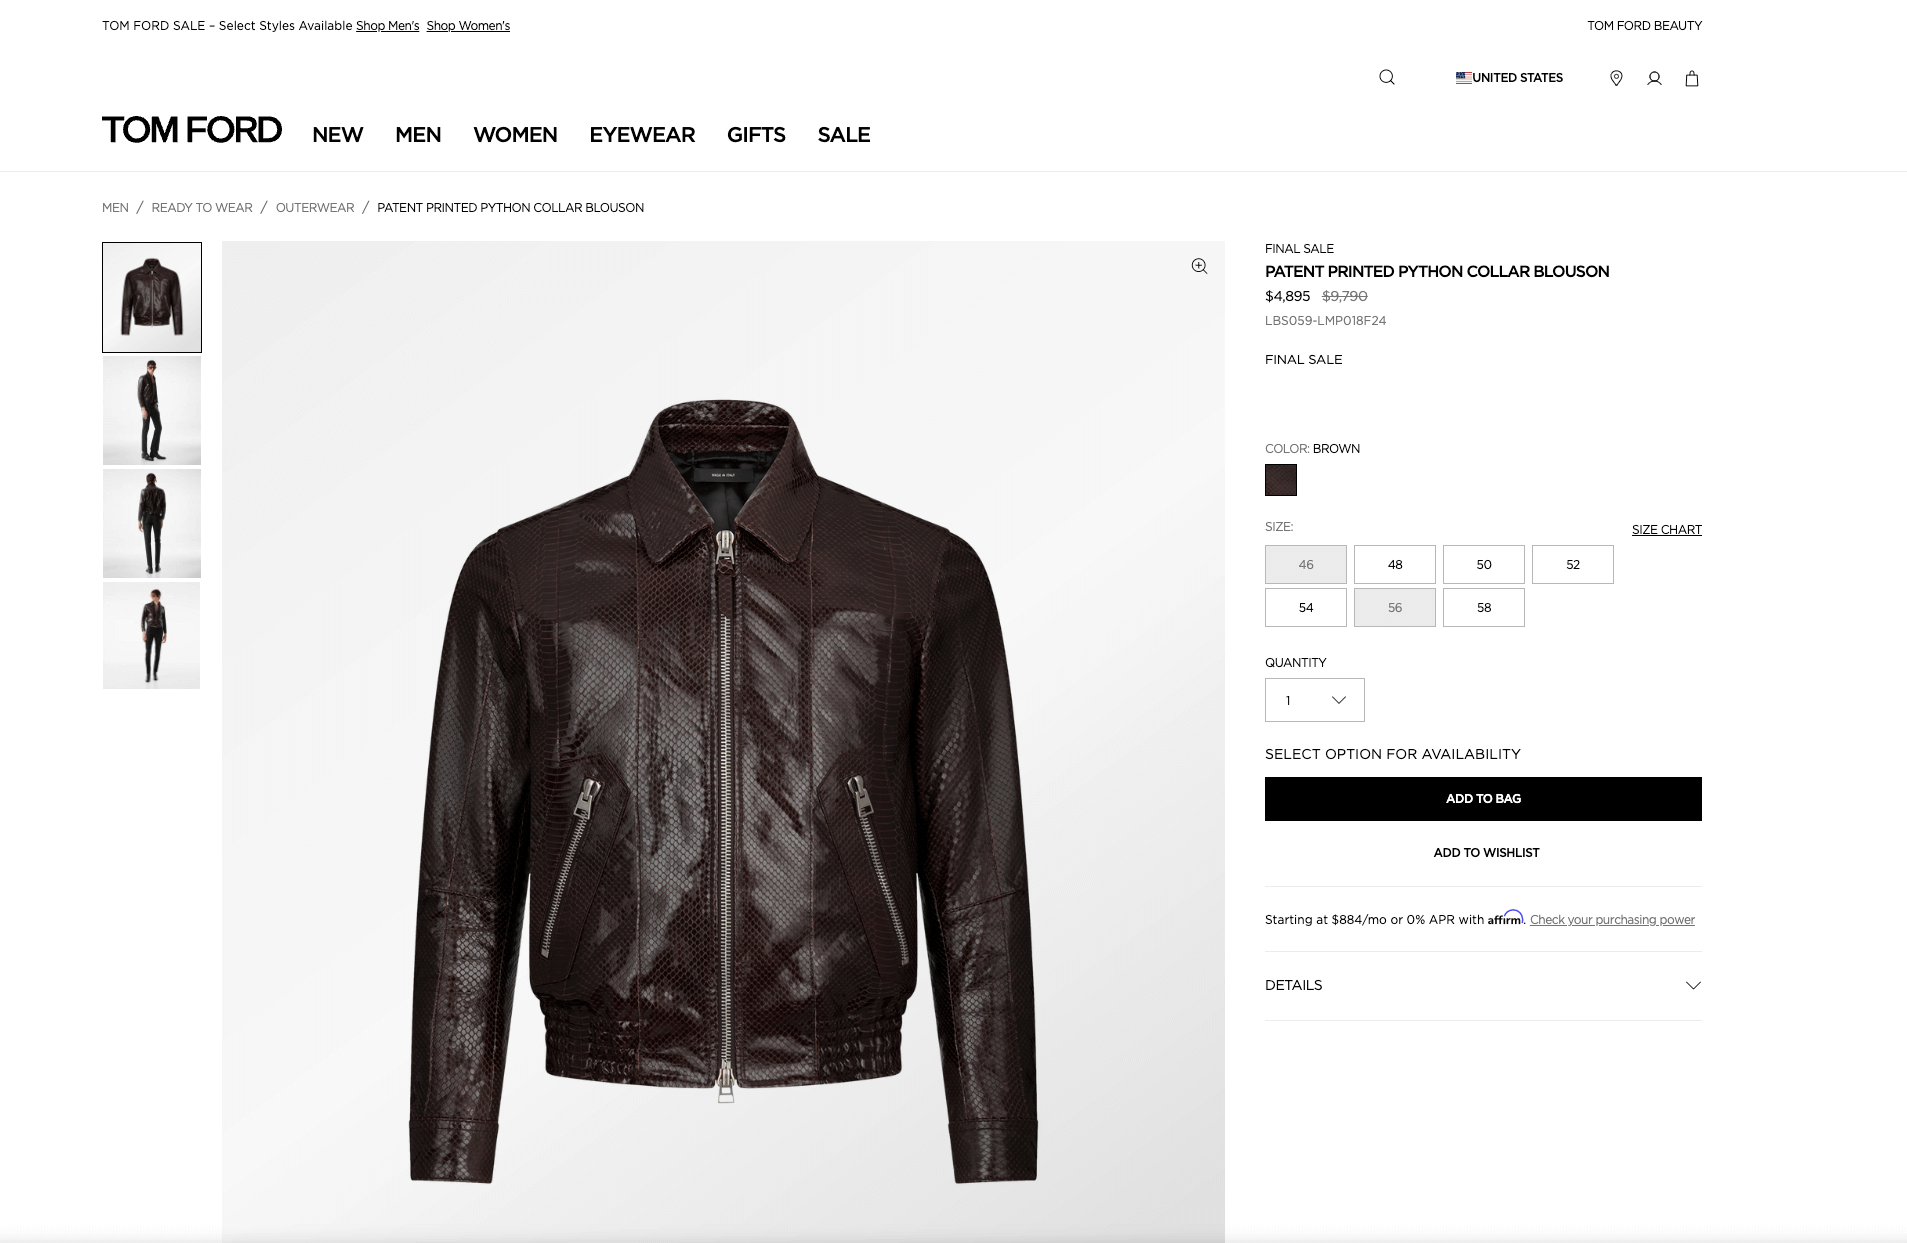 TOM FORD SALE – Select Styles Available Shop Men's Shop Women's
TOM FORD BEAUTY
UNITED STATES
TOM FORD
NEW MEN WOMEN EYEWEAR GIFTS SALE
MEN / READY TO WEAR / OUTERWEAR / PATENT PRINTED PYTHON COLLAR BLOUSON
MADE IN ITALY
FINAL SALE
PATENT PRINTED PYTHON COLLAR BLOUSON
$4,895 $9,790
LBS059-LMP018F24
FINAL SALE
COLOR: BROWN
SIZE:
SIZE CHART
46 48 50 52
54 56 58
QUANTITY
1
SELECT OPTION FOR AVAILABILITY
ADD TO BAG
ADD TO WISHLIST
Starting at $884/mo or 0% APR with affirm. Check your purchasing power
DETAILS